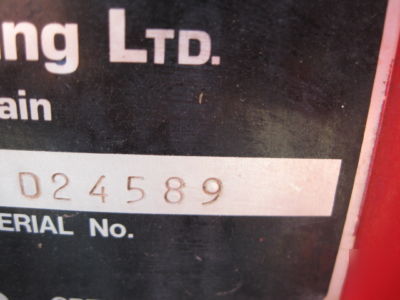 ng LTD.
ain
D24589
ERIAL No.